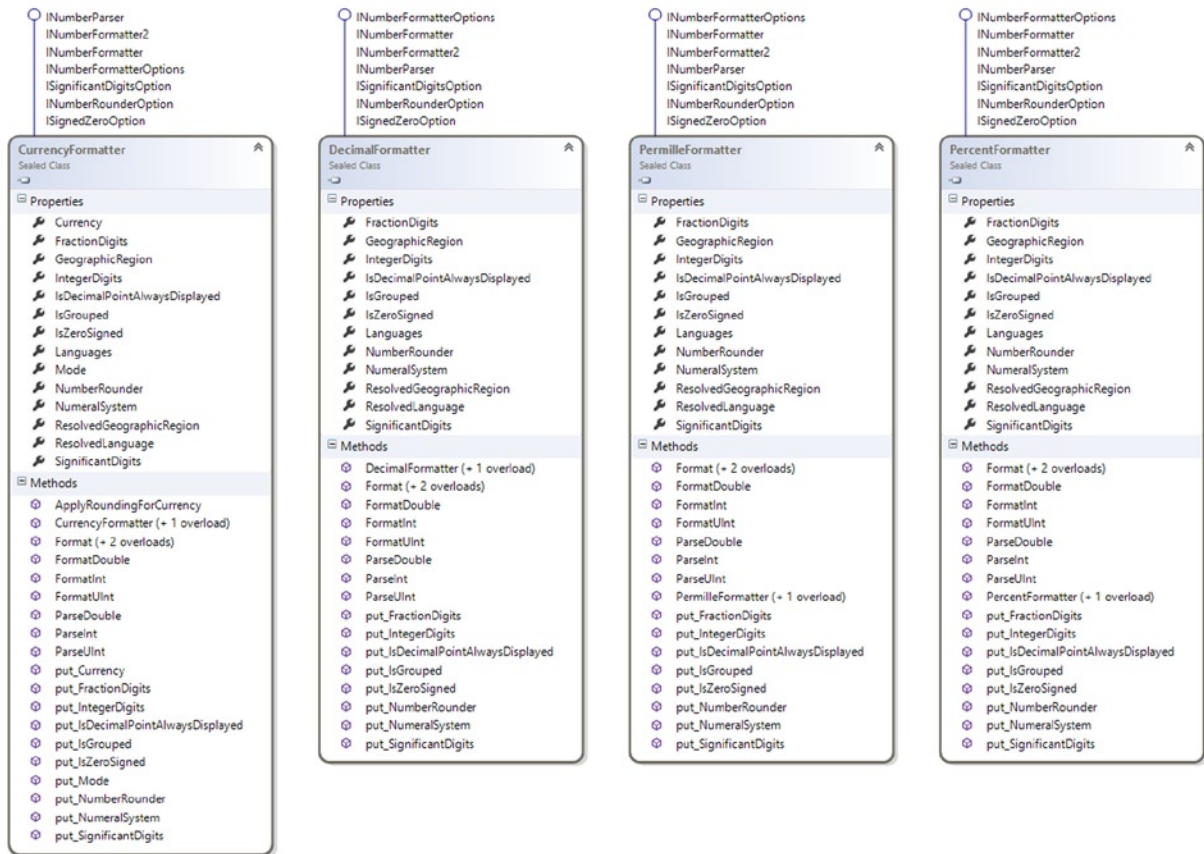 INumberParser
INumberFormatter2
INumberFormatter
INumberFormatterOptions
ISignificantDigitsOption
INumberRounderOption
ISignedZeroOption
CurrencyFormatter
Sealed Class
Properties
Currency
FractionDigits
GeographicRegion
IntegerDigits
IsDecimalPointAlwaysDisplayed
IsGrouped
IsZeroSigned
Languages
Mode
NumberRounder
NumeralSystem
ResolvedGeographicRegion
ResolvedLanguage
SignificantDigits
Methods
ApplyRoundingForCurrency
CurrencyFormatter (+ 1 overload)
Format (+ 2 overloads)
FormatDouble
FormatInt
FormatUInt
ParseDouble
ParseInt
ParseUInt
put_Currency
put_FractionDigits
put_IntegerDigits
put_IsDecimalPointAlwaysDisplayed
put_IsGrouped
put_IsZeroSigned
put_Mode
put_NumberRounder
put_NumeralSystem
put_SignificantDigits
INumberFormatterOptions
INumberFormatter
INumberFormatter2
INumberParser
ISignificantDigitsOption
INumberRounderOption
ISignedZeroOption
DecimalFormatter
Sealed Class
Properties
FractionDigits
GeographicRegion
IntegerDigits
IsDecimalPointAlwaysDisplayed
IsGrouped
IsZeroSigned
Languages
NumberRounder
NumeralSystem
ResolvedGeographicRegion
ResolvedLanguage
SignificantDigits
Methods
DecimalFormatter (+ 1 overload)
Format (+ 2 overloads)
FormatDouble
FormatInt
FormatUInt
ParseDouble
ParseInt
ParseUInt
put_FractionDigits
put_IntegerDigits
put_IsDecimalPointAlwaysDisplayed
put_IsGrouped
put_IsZeroSigned
put_NumberRounder
put_NumeralSystem
put_SignificantDigits
INumberFormatterOptions
INumberFormatter
INumberFormatter2
INumberParser
ISignificantDigitsOption
INumberRounderOption
ISignedZeroOption
PermilleFormatter
Sealed Class
Properties
FractionDigits
GeographicRegion
IntegerDigits
IsDecimalPointAlwaysDisplayed
IsGrouped
IsZeroSigned
Languages
NumberRounder
NumeralSystem
ResolvedGeographicRegion
ResolvedLanguage
SignificantDigits
Methods
Format (+ 2 overloads)
FormatDouble
FormatInt
FormatUInt
ParseDouble
ParseInt
ParseUInt
PermilleFormatter (+ 1 overload)
put_FractionDigits
put_IntegerDigits
put_IsDecimalPointAlwaysDisplayed
put_IsGrouped
put_IsZeroSigned
put_NumberRounder
put_NumeralSystem
put_SignificantDigits
INumberFormatterOptions
INumberFormatter
INumberFormatter2
INumberParser
ISignificantDigitsOption
INumberRounderOption
ISignedZeroOption
PercentFormatter
Sealed Class
Properties
FractionDigits
GeographicRegion
IntegerDigits
IsDecimalPointAlwaysDisplayed
IsGrouped
IsZeroSigned
Languages
NumberRounder
NumeralSystem
ResolvedGeographicRegion
ResolvedLanguage
SignificantDigits
Methods
Format (+ 2 overloads)
FormatDouble
FormatInt
FormatUInt
ParseDouble
ParseInt
ParseUInt
PercentFormatter (+ 1 overload)
put_FractionDigits
put_IntegerDigits
put_IsDecimalPointAlwaysDisplayed
put_IsGrouped
put_IsZeroSigned
put_NumberRounder
put_NumeralSystem
put_SignificantDigits